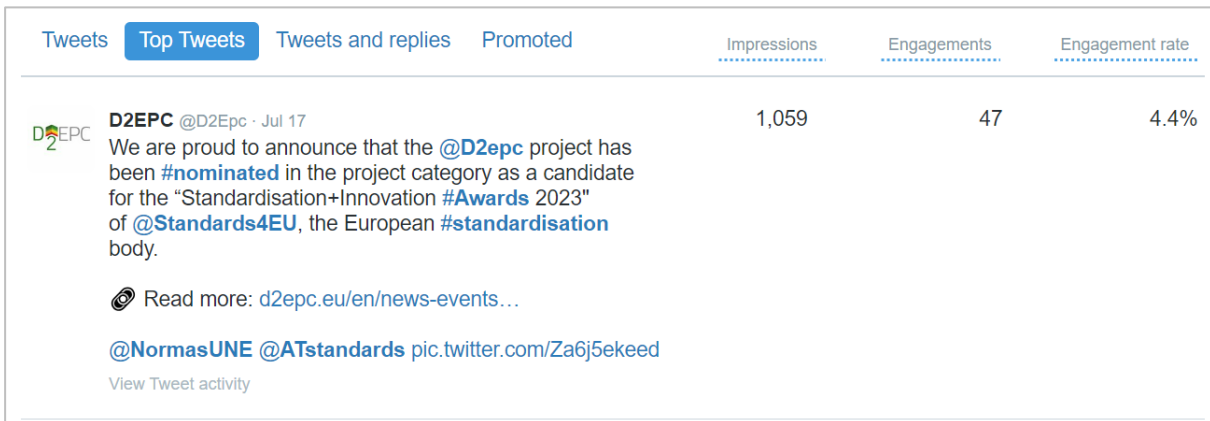 Tweets Top Tweets Tweets and replies Promoted Impressions Engagements Engagement rate
D2EPC
D2EPC @D2Epc · Jul 17 1,059 47 4.4%
We are proud to announce that the @D2epc project has
been #nominated in the project category as a candidate
for the “Standardisation+Innovation #Awards 2023"
of @Standards4EU, the European #standardisation
body.
Read more: d2epc.eu/en/news-events…
@NormasUNE @ATstandards pic.twitter.com/Za6j5ekeed
View Tweet activity